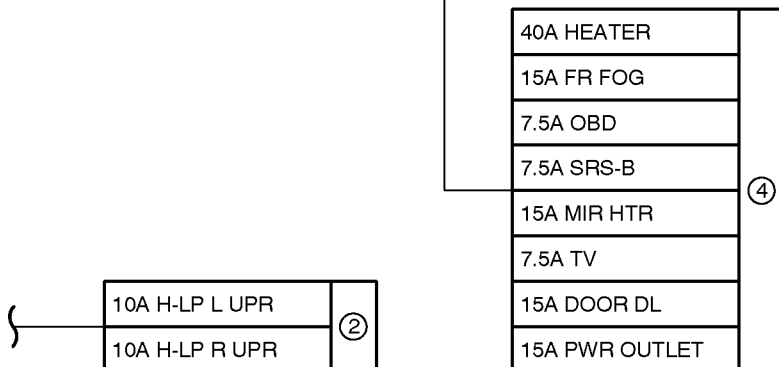 40A HEATER
15A FR FOG
7.5A OBD
7.5A SRS-B
15A MIR HTR
7.5A TV
15A DOOR DL
15A PWR OUTLET
④
10A H-LP L UPR
10A H-LP R UPR
②